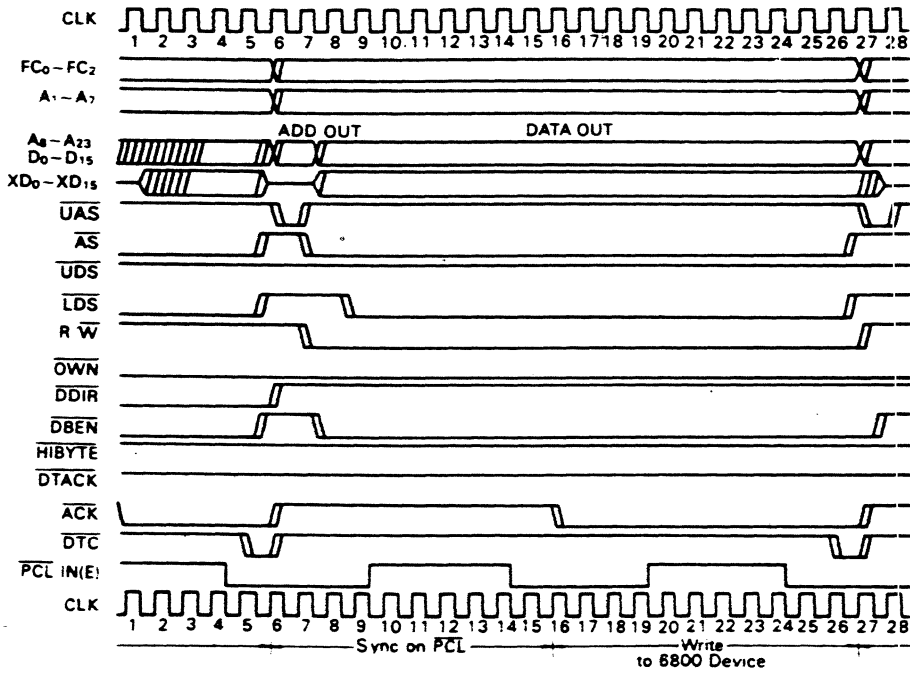 CLK
1 2 3 4 5 6 7 8 9 10 11 12 13 14 15 16 17 18 19 20 21 22 23 24 25 26 27 28
FC0~FC2
A1~A7
ADD OUT DATA OUT
A8~A23
D0~D15
XD0~XD15
UAS
AS
UDS
LDS
R W
OWN
DDIR
DBEN
HIBYTE
DTACK
ACK
DTC
PCL IN(E)
CLK
1 2 3 4 5 6 7 8 9 10 11 12 13 14 15 16 17 18 19 20 21 22 23 24 25 26 27 28
Sync on PCL Write
to 6800 Device